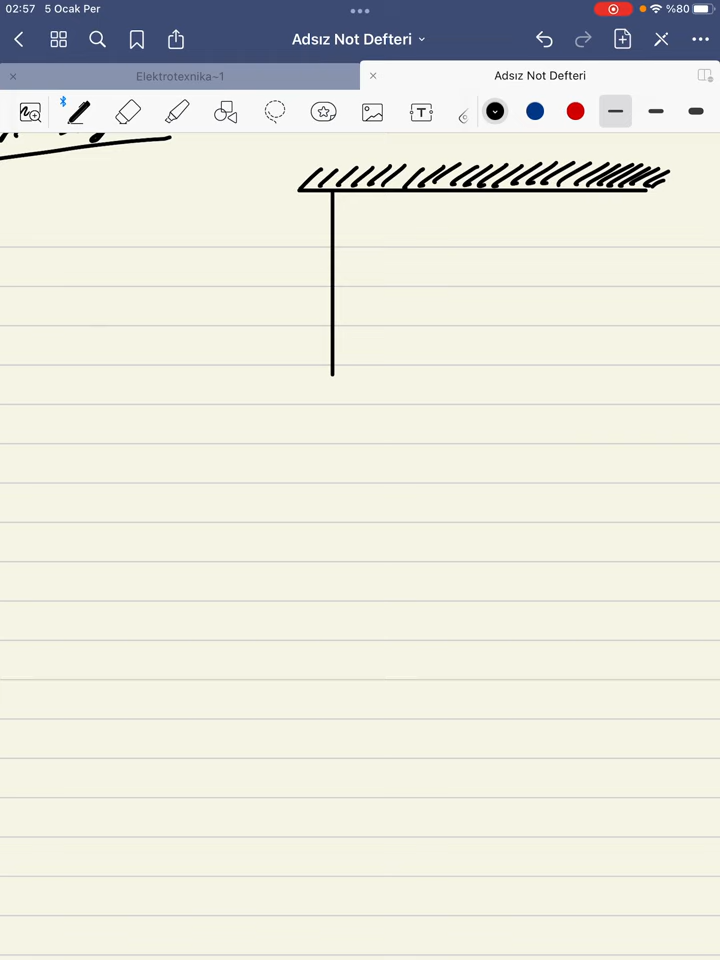 02:57 5 Ocak Per
%80
Adsız Not Defteri
Elektrotexnika~1
Adsız Not Defteri
T